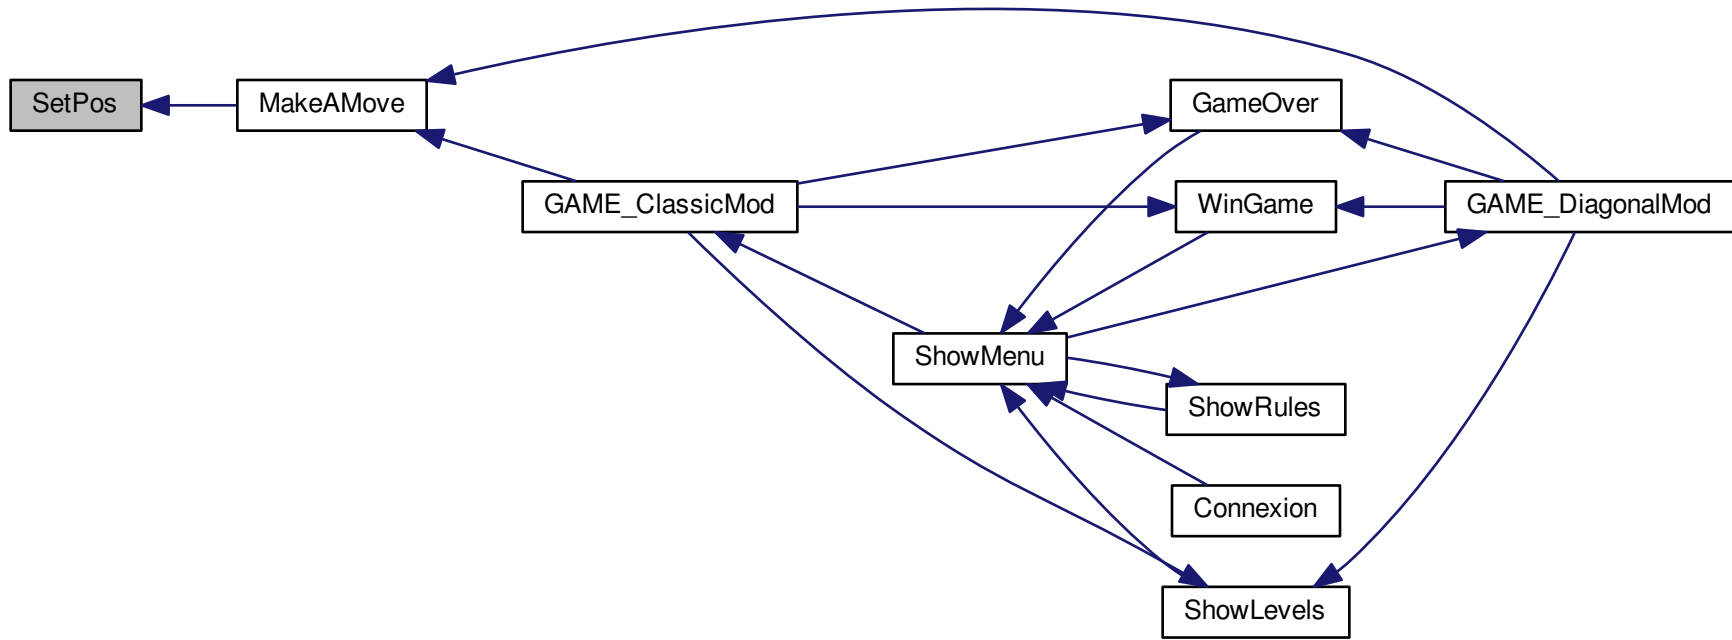 SetPos
MakeAMove
GameOver
GAME_ClassicMod
WinGame
GAME_DiagonalMod
ShowMenu
ShowRules
Connexion
ShowLevels